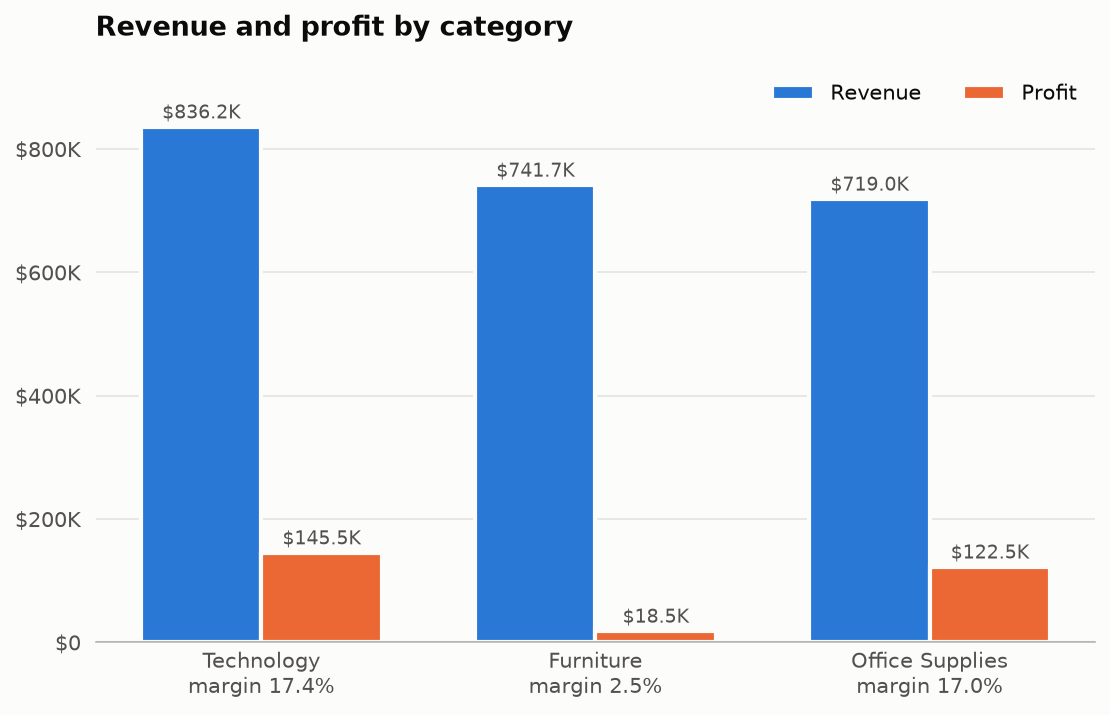 Revenue and profit by category
Revenue
Profit
$836.2K
$741.7K
$719.0K
$145.5K
$18.5K
$122.5K
$800K
$600K
$400K
$200K
$0
Technology
margin 17.4%
Furniture
margin 2.5%
Office Supplies
margin 17.0%